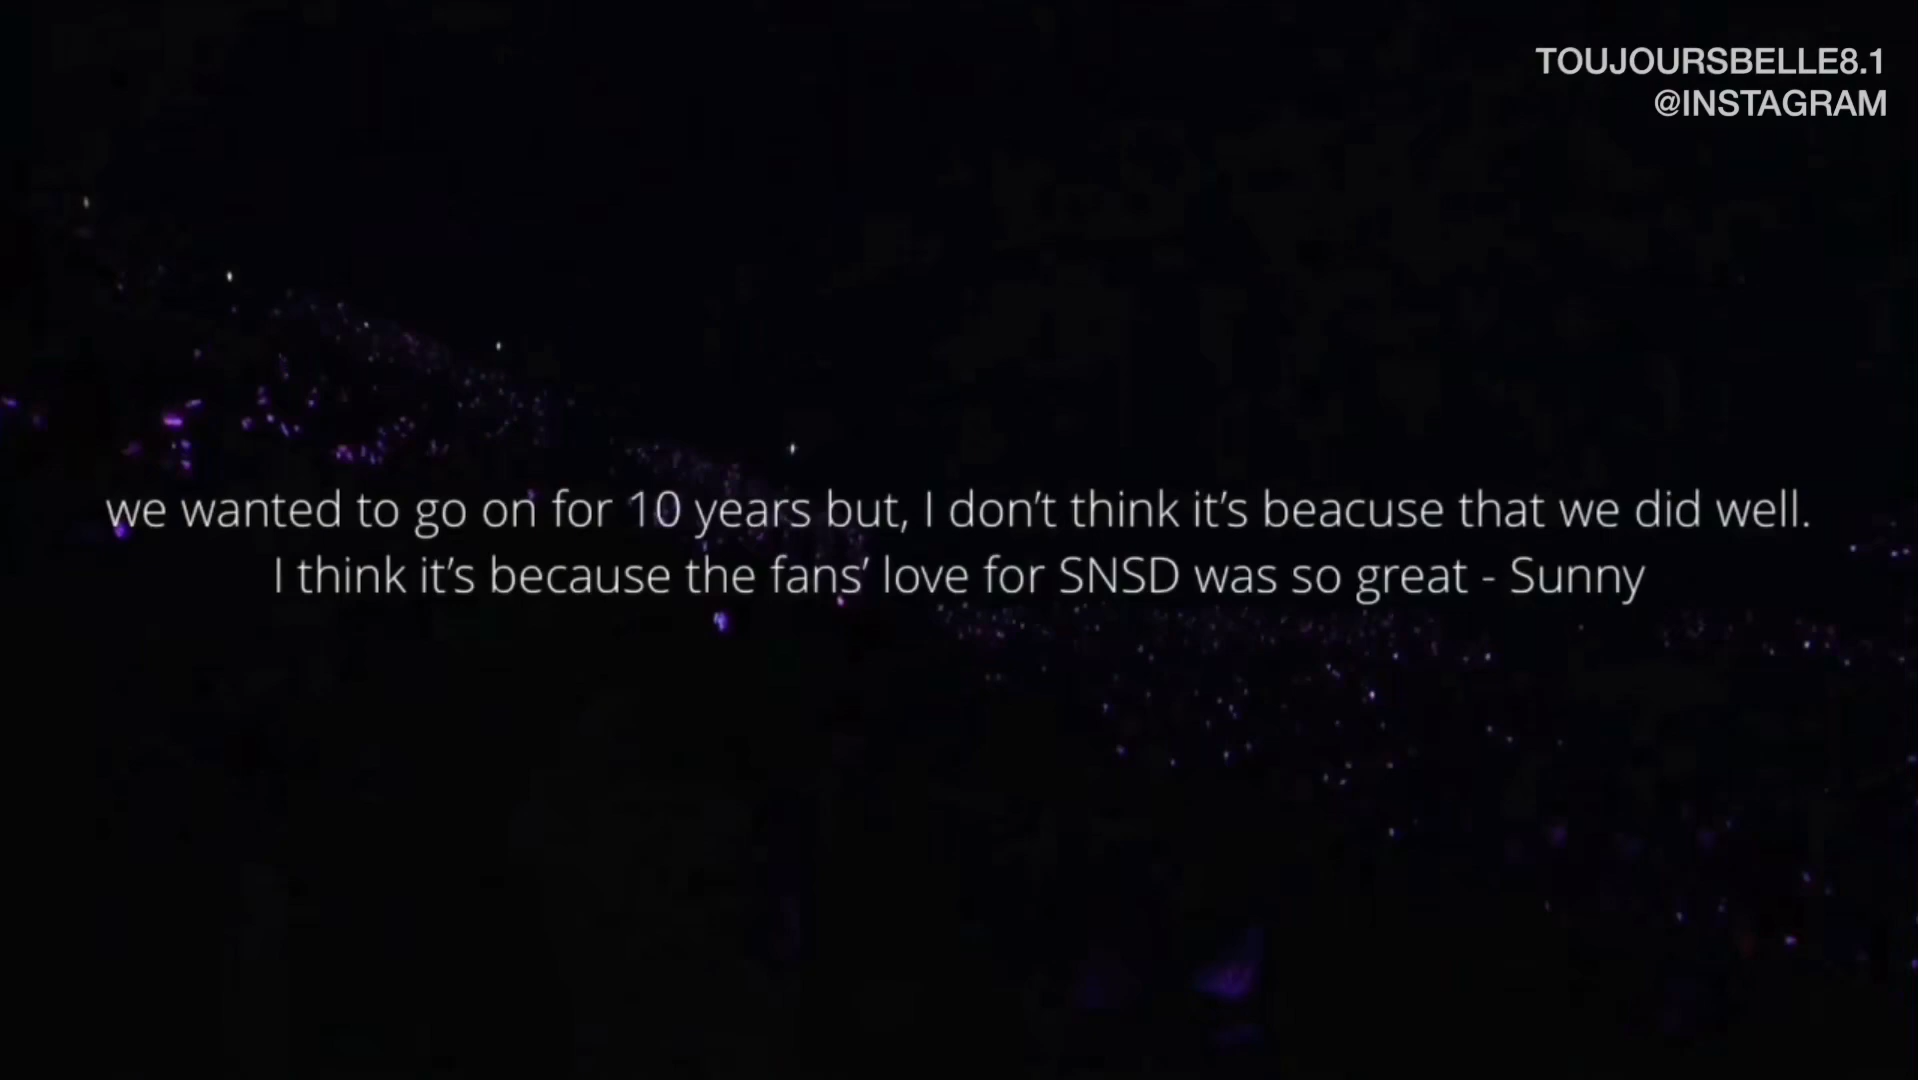 TOUJOURSBELLE8.1
@INSTAGRAM
we wanted to go on for 10 years but, I don't think it's beacuse that we did well.
I think it's because the fans' love for SNSD was so great - Sunny